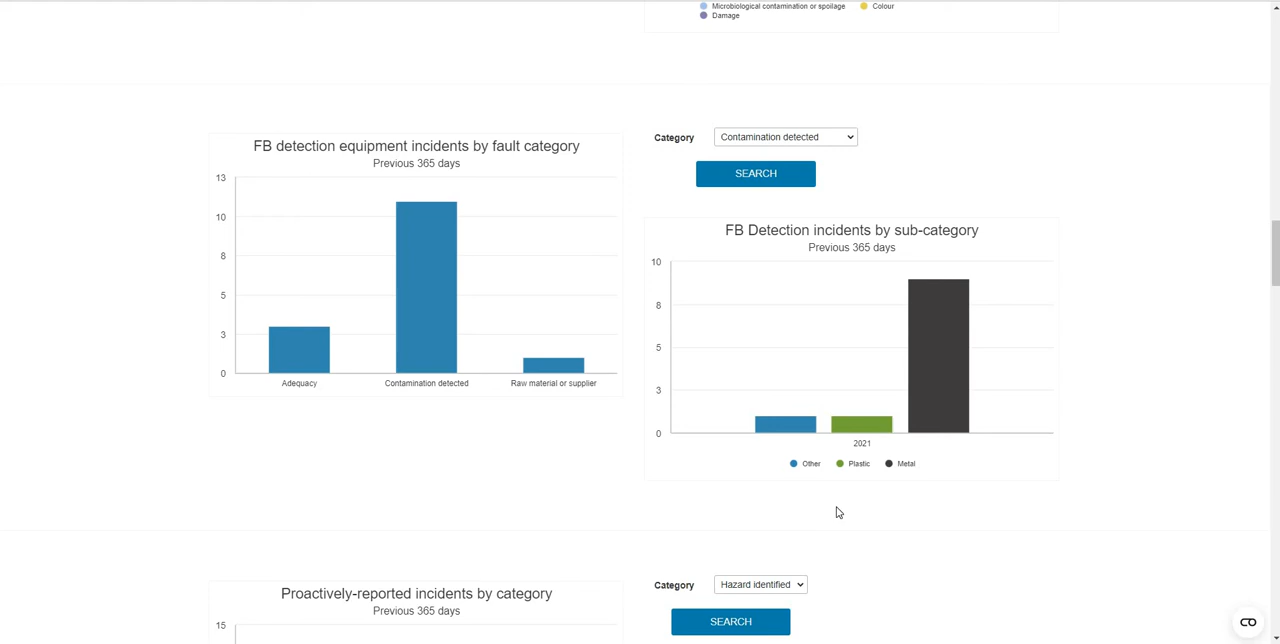 Microbiological contamination or spoilage
Colour
Damage
FB detection equipment incidents by fault category
Previous 365 days
13
10
8
5
3
0
Adequacy
Contamination detected
Raw material or supplier
Category
Contamination detected
SEARCH
FB Detection incidents by sub-category
Previous 365 days
10
8
5
3
0
2021
Other
Plastic
Metal
Proactively-reported incidents by category
Previous 365 days
15
Category
Hazard identified
SEARCH